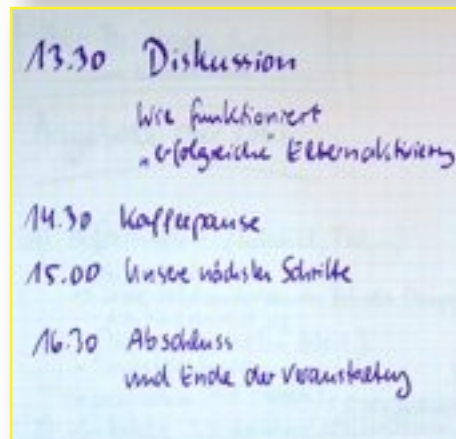 13.30 Diskussion
Wie funktioniert
„erfolgreiche" Elternaktivierung
14.30 Kaffeepause
15.00 Unsere nächsten Schritte
16.30 Abschluss
und Ende der Veranstaltung